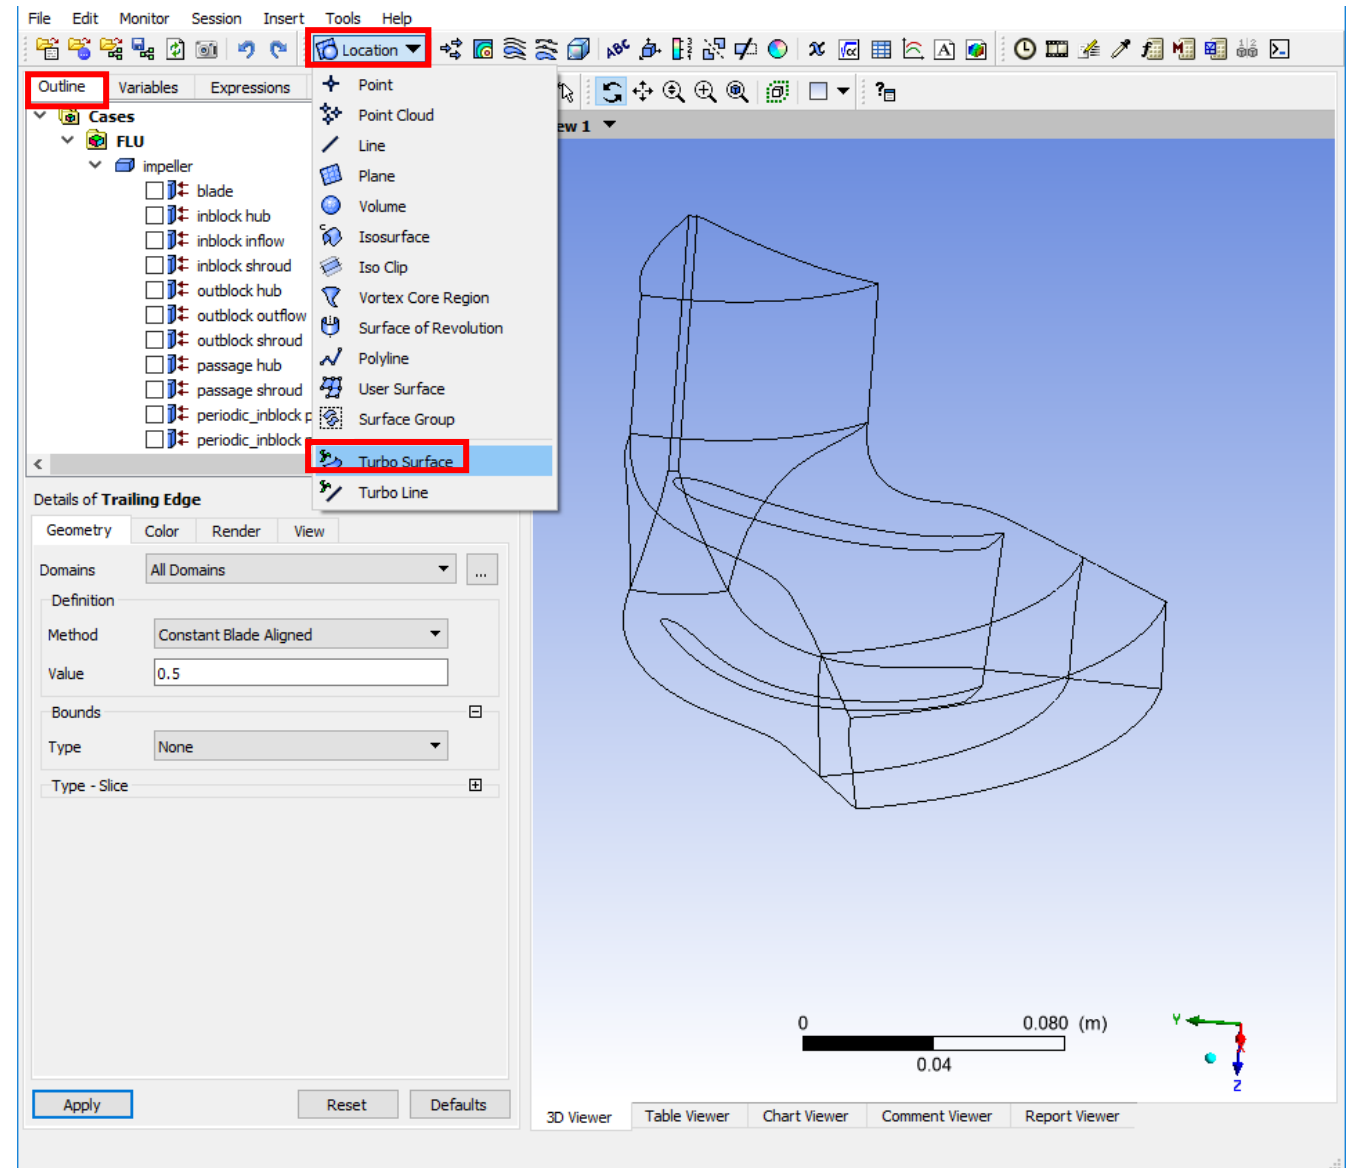 File Edit Monitor Session Insert Tools Help
Location
Outline Variables Expressions
Point
Point Cloud
Line
Plane
Volume
Isosurface
Iso Clip
Vortex Core Region
Surface of Revolution
Polyline
User Surface
Surface Group
Turbo Surface
Turbo Line
ew 1
Cases
FLU
impeller
blade
inblock hub
inblock inflow
inblock shroud
outblock hub
outblock outflow
outblock shroud
passage hub
passage shroud
periodic_inblock p
periodic_inblock
Details of Trailing Edge
Geometry Color Render View
Domains All Domains ...
Definition
Method Constant Blade Aligned
Value 0.5
Bounds
Type None
Type - Slice
Apply Reset Defaults
0 0.080 (m)
0.04
Y
Z
3D Viewer Table Viewer Chart Viewer Comment Viewer Report Viewer